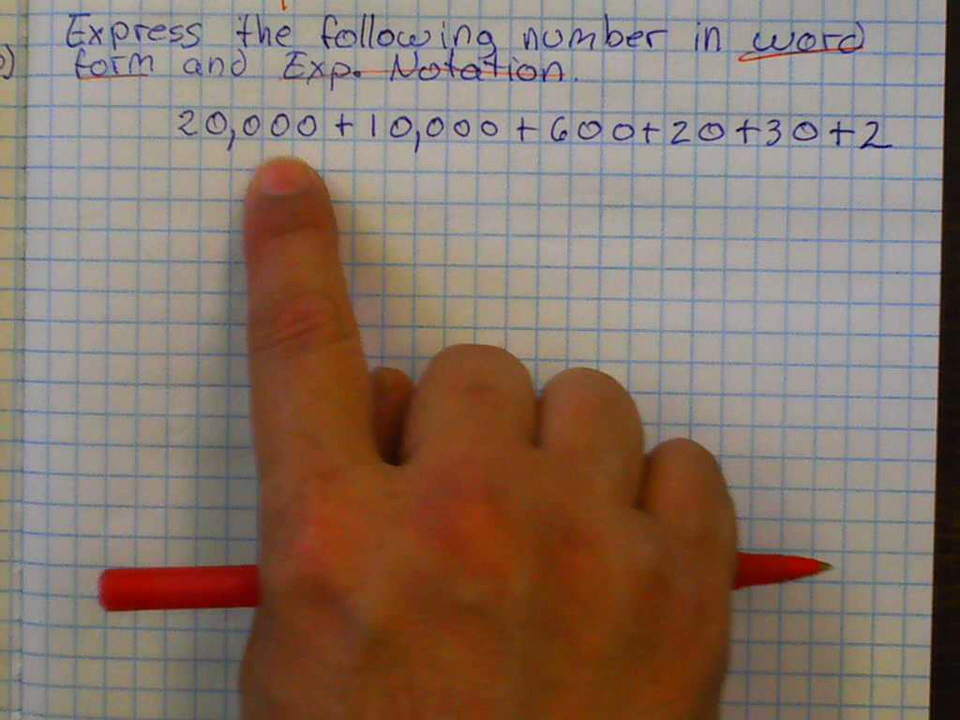 Express the following number in word
form and Exp. Notation.
20,000 + 10,000 + 600 + 20 + 30 + 2